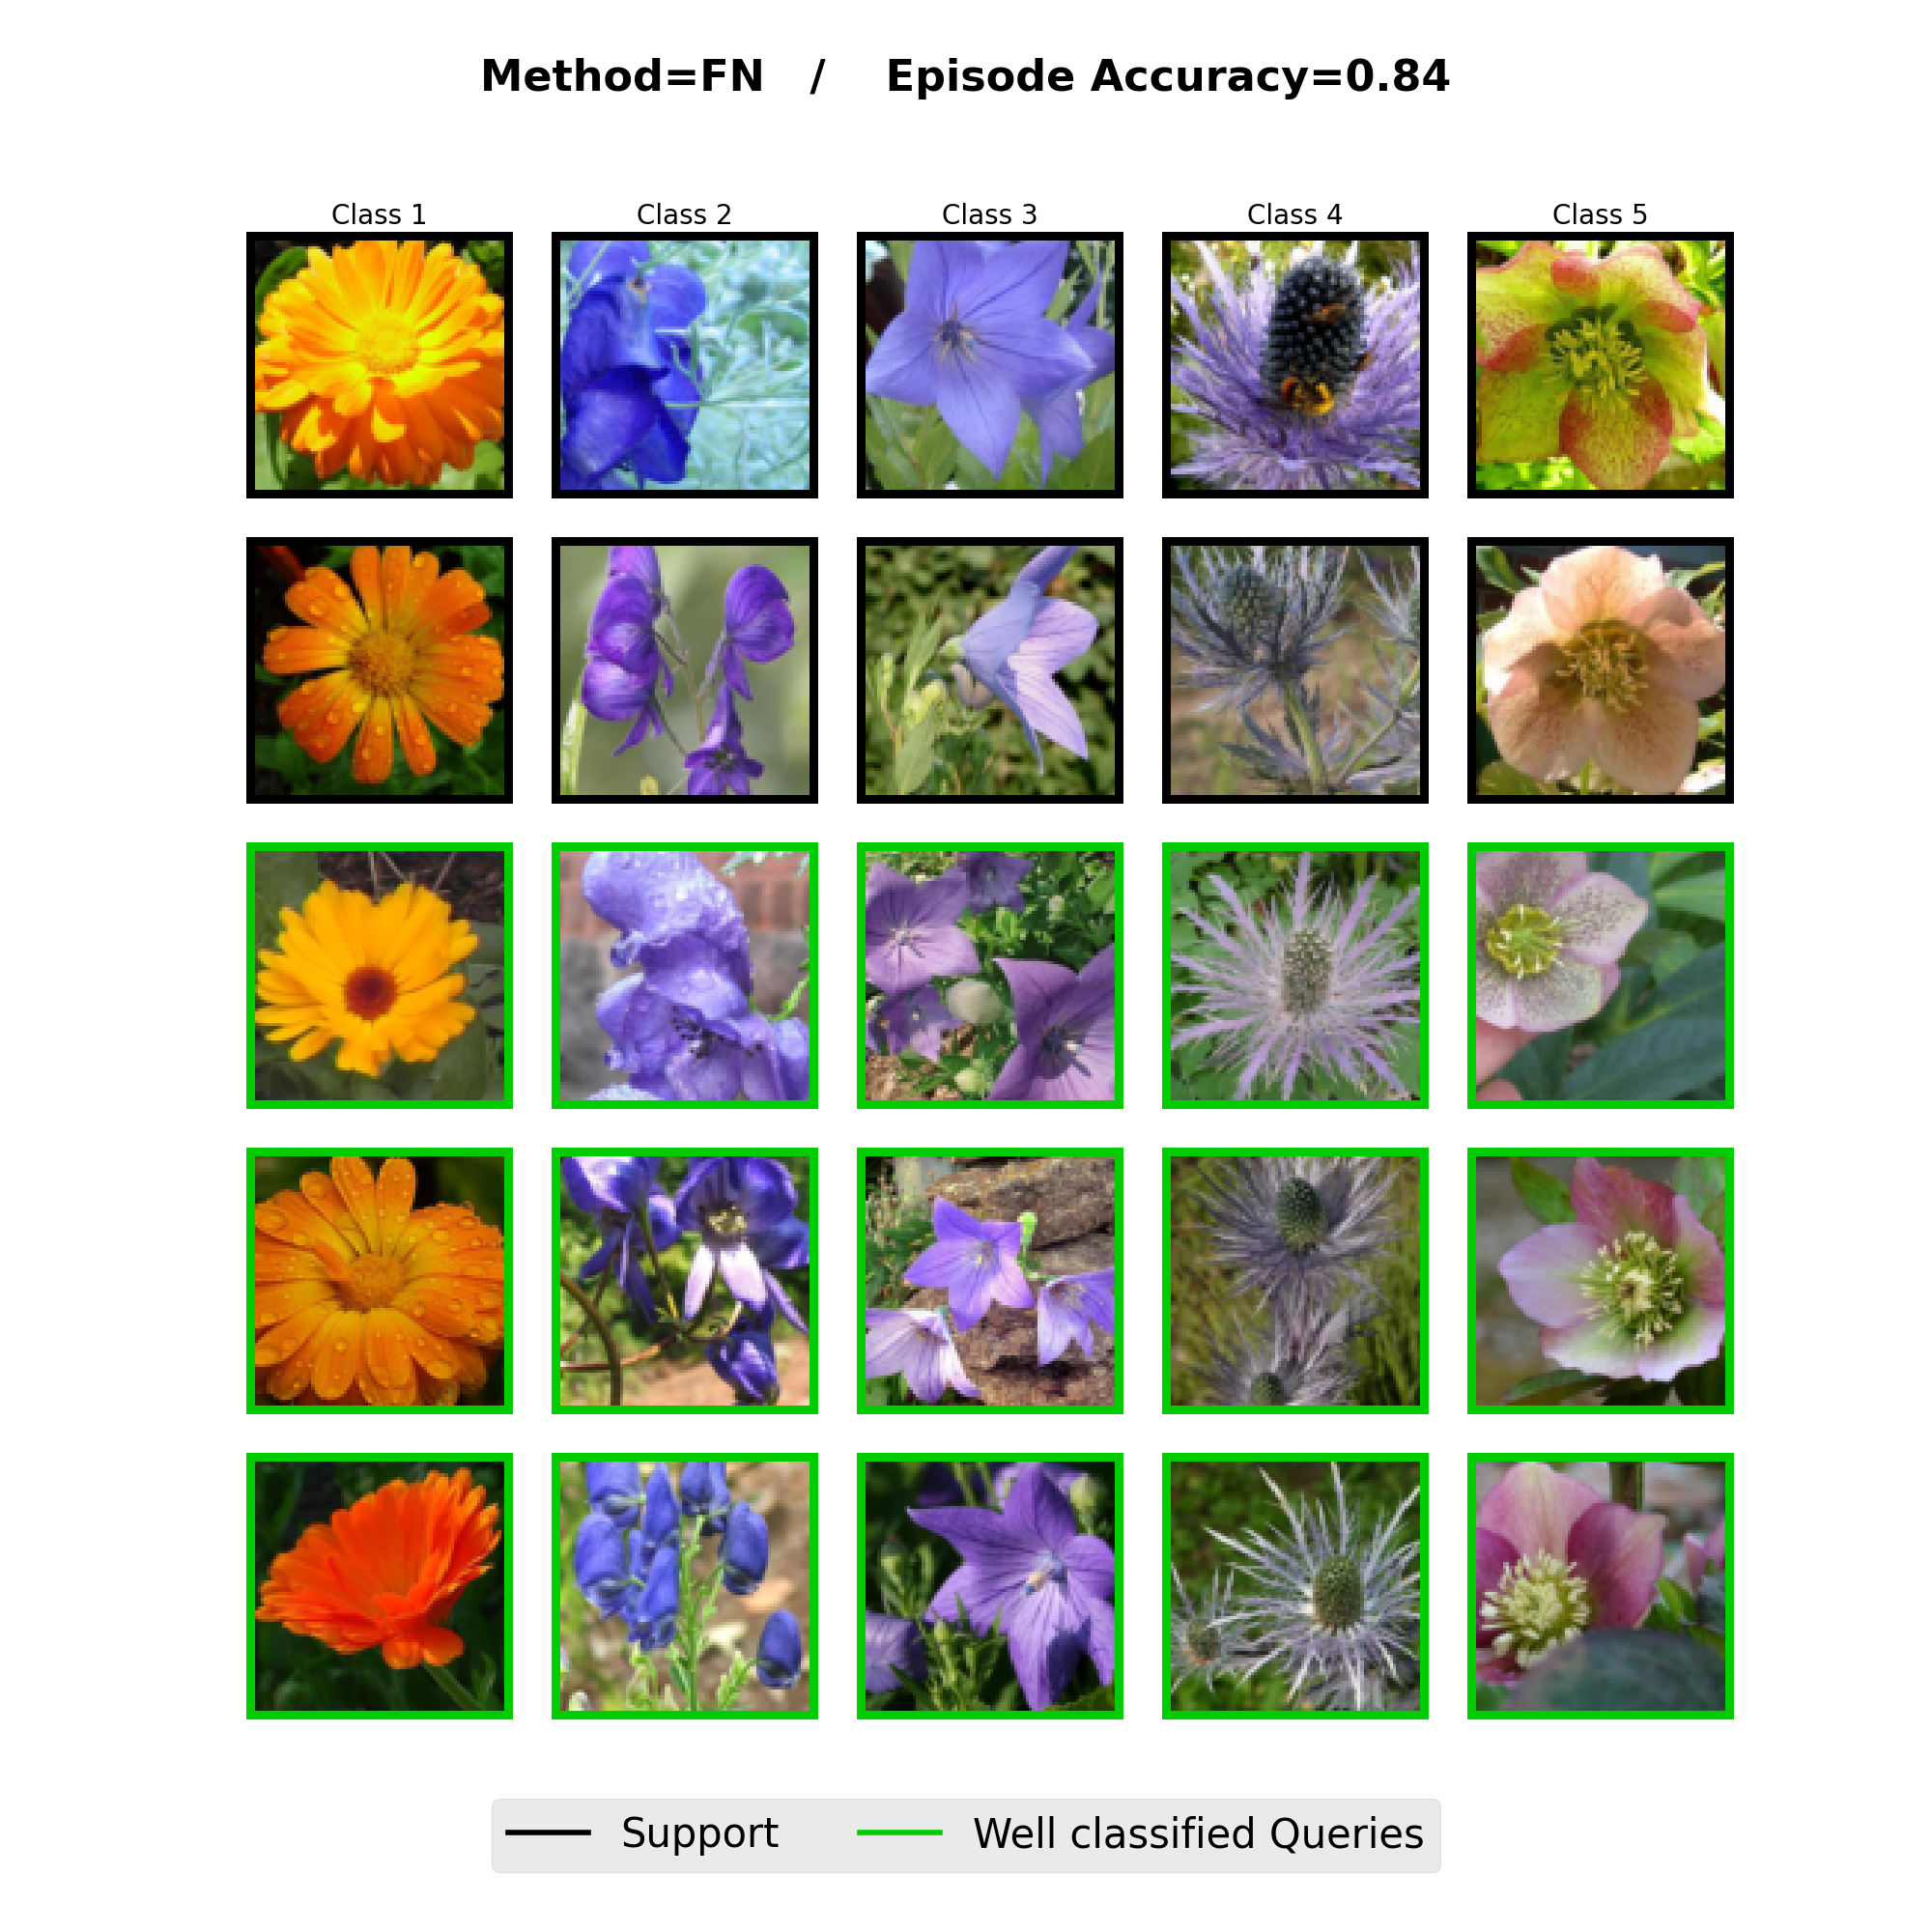 Method=FN / Episode Accuracy=0.84
Class 1 Class 2 Class 3 Class 4 Class 5
Support Well classified Queries